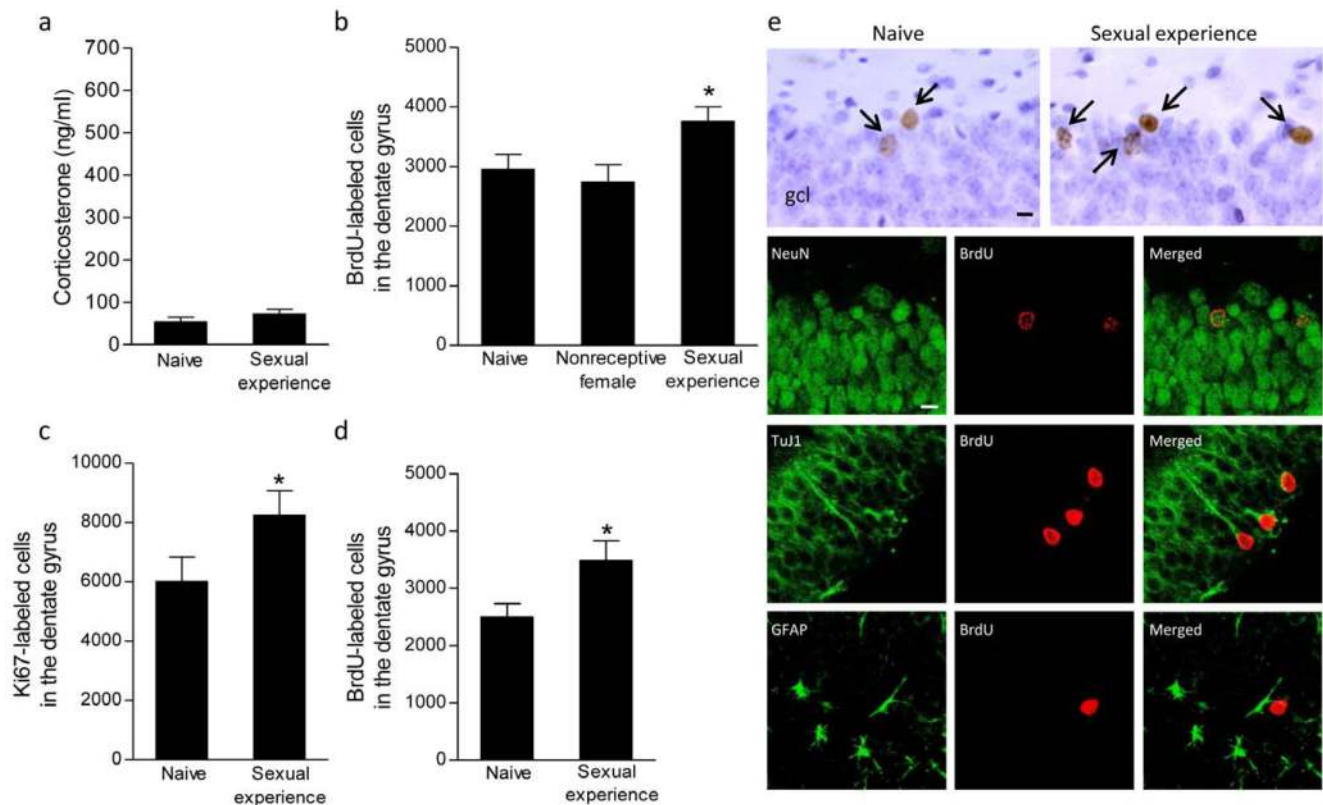 a
Corticosterone (ng/ml)
700
600
500
400
300
200
100
0
Naive
Sexual
experience
b
BrdU-labeled cells
in the dentate gyrus
5000
4000
3000
2000
1000
0
*
Naive
Nonreceptive
female
Sexual
experience
c
Ki67-labeled cells
in the dentate gyrus
10000
8000
6000
4000
2000
0
*
Naive
Sexual
experience
d
BrdU-labeled cells
in the dentate gyrus
5000
4000
3000
2000
1000
0
*
Naive
Sexual
experience
e
Naive
Sexual experience
gcl
NeuN
BrdU
Merged
TuJ1
BrdU
Merged
GFAP
BrdU
Merged